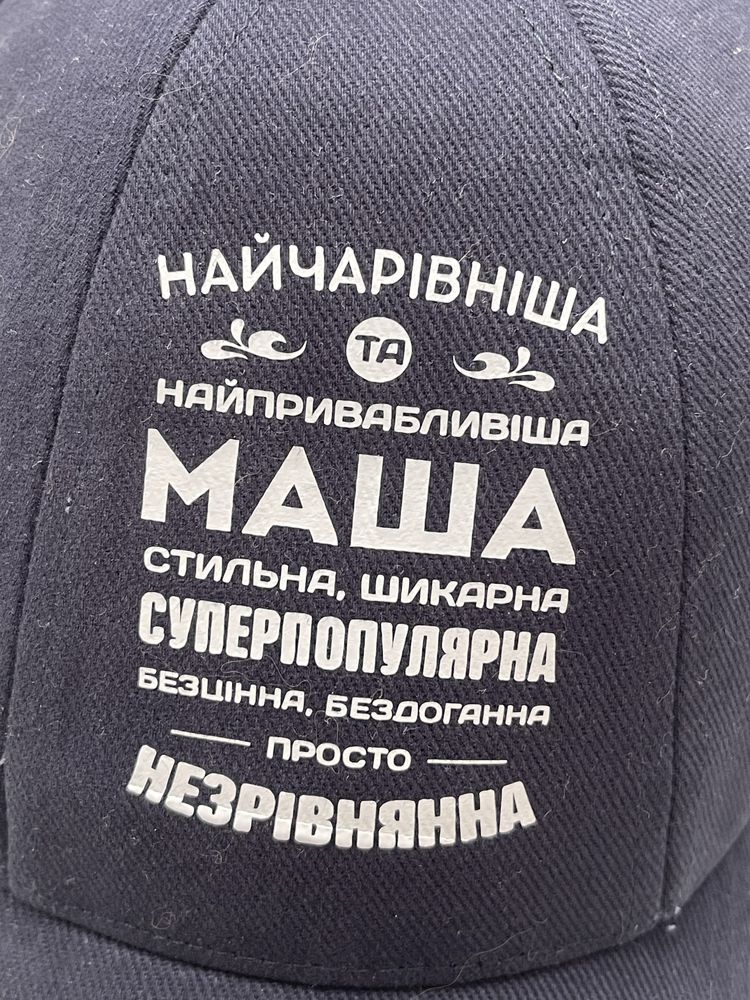 НАЙЧАРІВНІША
ТА
НАЙПРИВАБЛИВІША
МАША
СТИЛЬНА, ШИКАРНА
СУПЕРПОПУЛЯРНА
БЕЗЦІННА, БЕЗДОГАННА
ПРОСТО
НЕЗРІВНЯННА